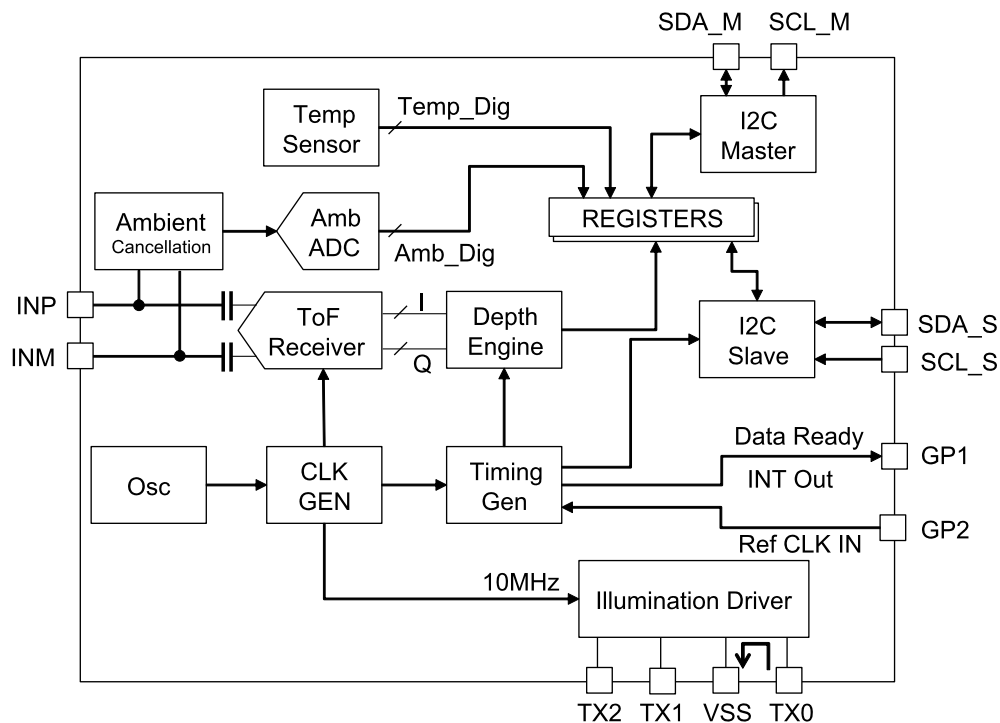 SDA_M
SCL_M
Temp
Sensor
Temp_Dig
I2C
Master
Ambient
Cancellation
Amb
ADC
Amb_Dig
REGISTERS
INP
INM
ToF
Receiver
I
Q
Depth
Engine
I2C
Slave
SDA_S
SCL_S
Osc
CLK
GEN
Timing
Gen
Data Ready
INT Out
GP1
Ref CLK IN
GP2
10MHz
Illumination Driver
TX2
TX1
VSS
TX0